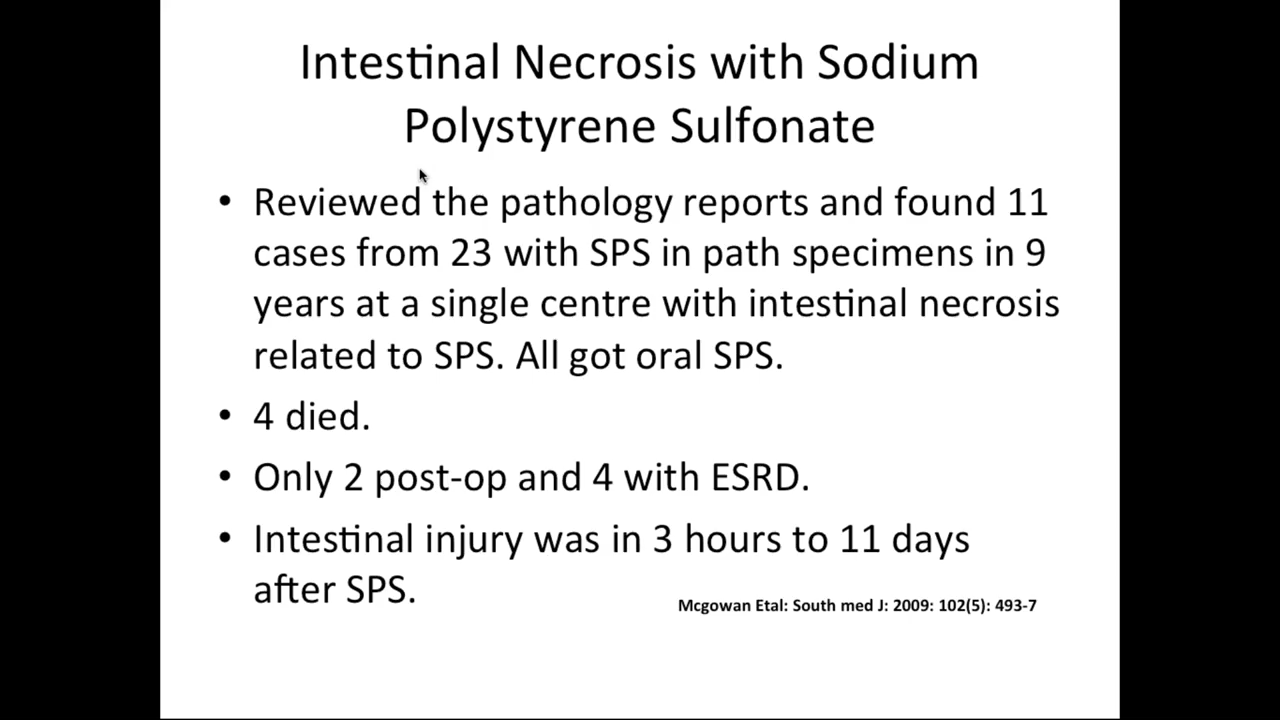 Intestinal Necrosis with Sodium
Polystyrene Sulfonate
• Reviewed the pathology reports and found 11
cases from 23 with SPS in path specimens in 9
years at a single centre with intestinal necrosis
related to SPS. All got oral SPS.
• 4 died.
• Only 2 post-op and 4 with ESRD.
• Intestinal injury was in 3 hours to 11 days
after SPS.
Mcgowan Etal: South med J: 2009: 102(5): 493-7